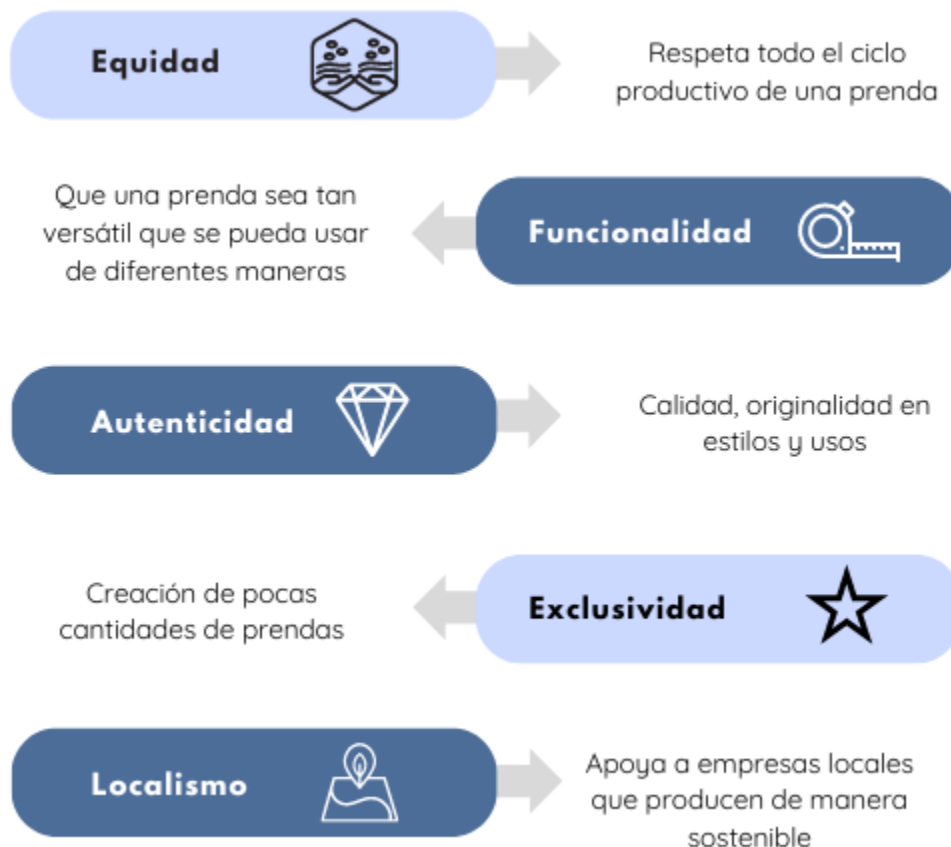 Equidad
Respeta todo el ciclo
productivo de una prenda
Que una prenda sea tan
versátil que se pueda usar
de diferentes maneras
Funcionalidad
Autenticidad
Calidad, originalidad en
estilos y usos
Creación de pocas
cantidades de prendas
Exclusividad
Localismo
Apoya a empresas locales
que producen de manera
sostenible